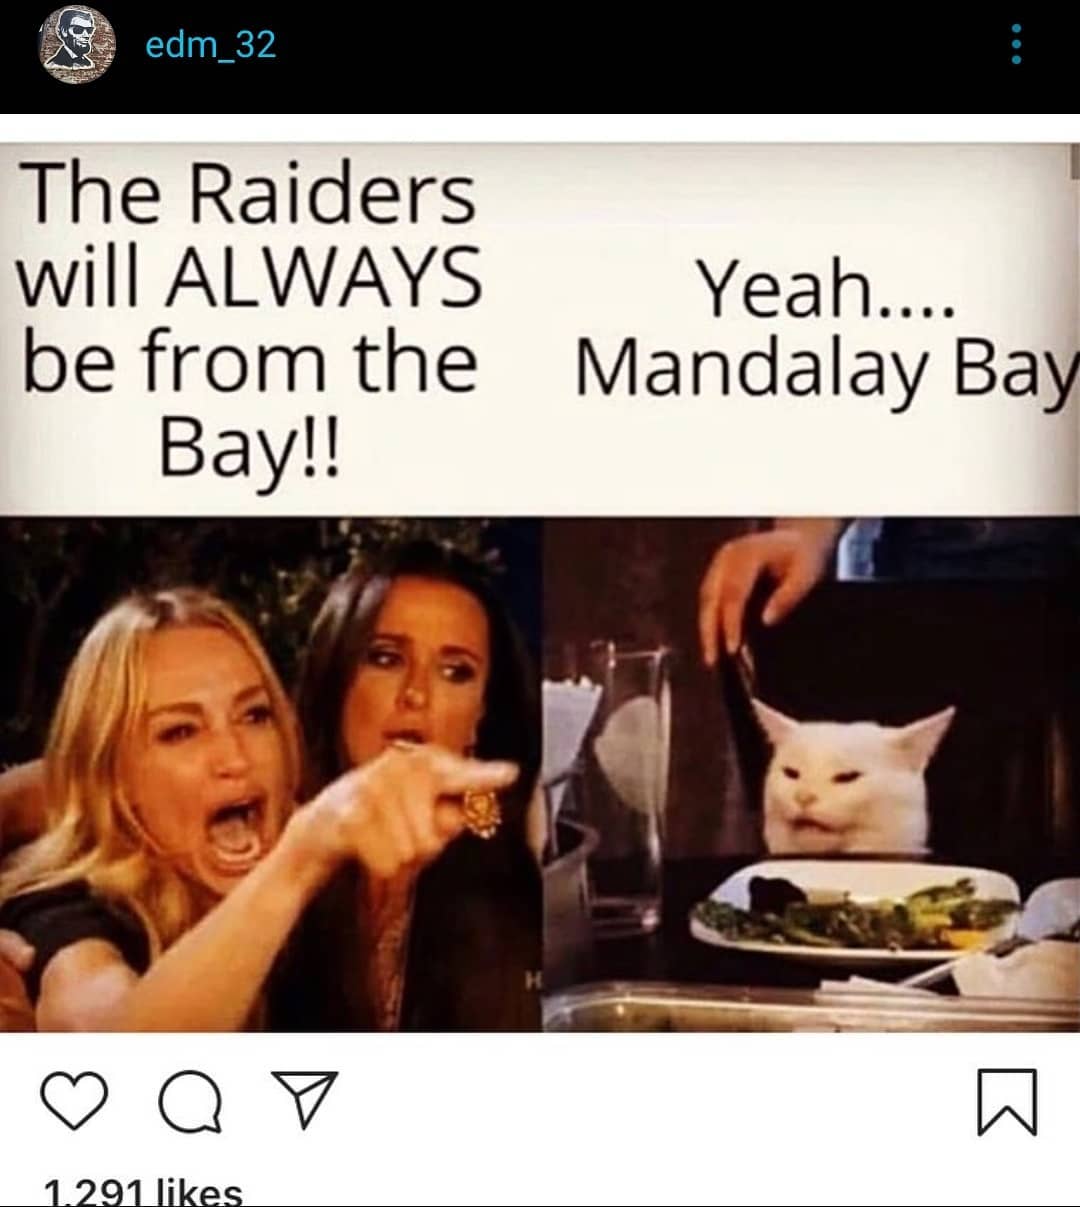 edm_32
The Raiders
will ALWAYS
be from the
Bay!!
Yeah....
Mandalay Bay
H
1,291 likes